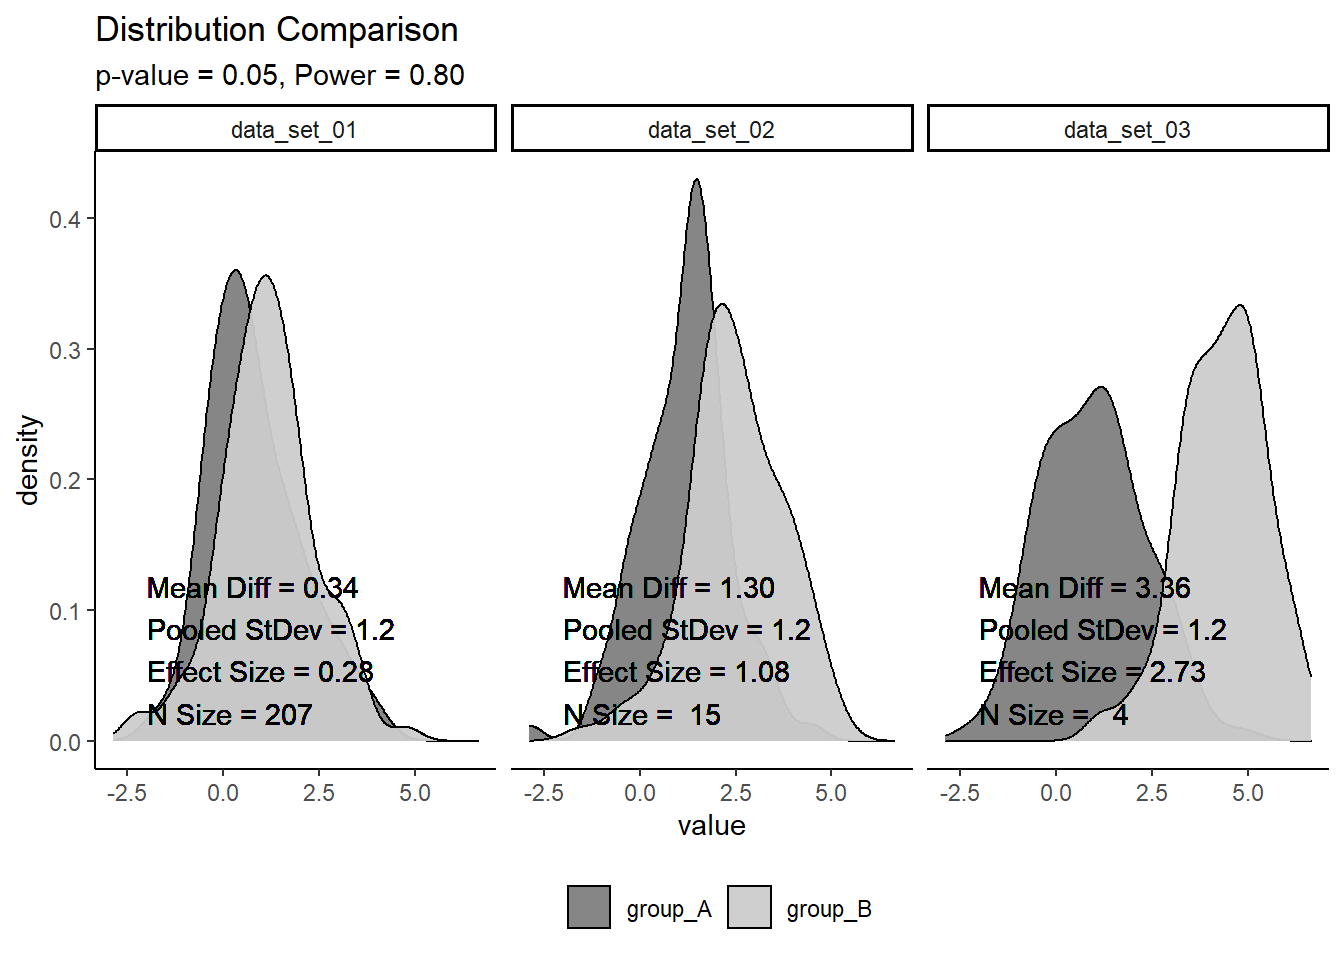 Distribution Comparison
p-value = 0.05, Power = 0.80
data_set_01
data_set_02
data_set_03
density
0.4
0.3
0.2
0.1
0.0
Mean Diff = 0.34
Pooled StDev = 1.2
Effect Size = 0.28
N Size = 207
Mean Diff = 1.30
Pooled StDev = 1.2
Effect Size = 1.08
N Size =  15
Mean Diff = 3.36
Pooled StDev = 1.2
Effect Size = 2.73
N Size =   4
-2.5 0.0 2.5 5.0
-2.5 0.0 2.5 5.0
-2.5 0.0 2.5 5.0
value
group_A
group_B